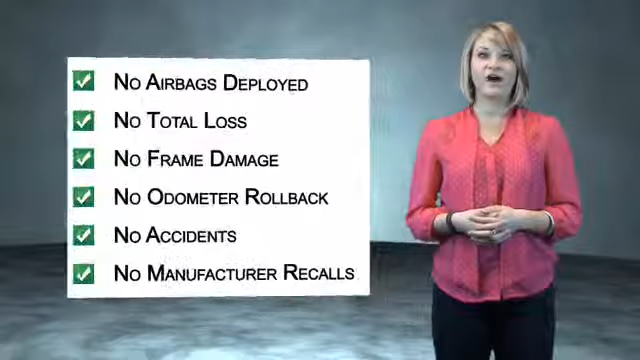 No Airbags Deployed
No Total Loss
No Frame Damage
No Odometer Rollback
No Accidents
No Manufacturer Recalls